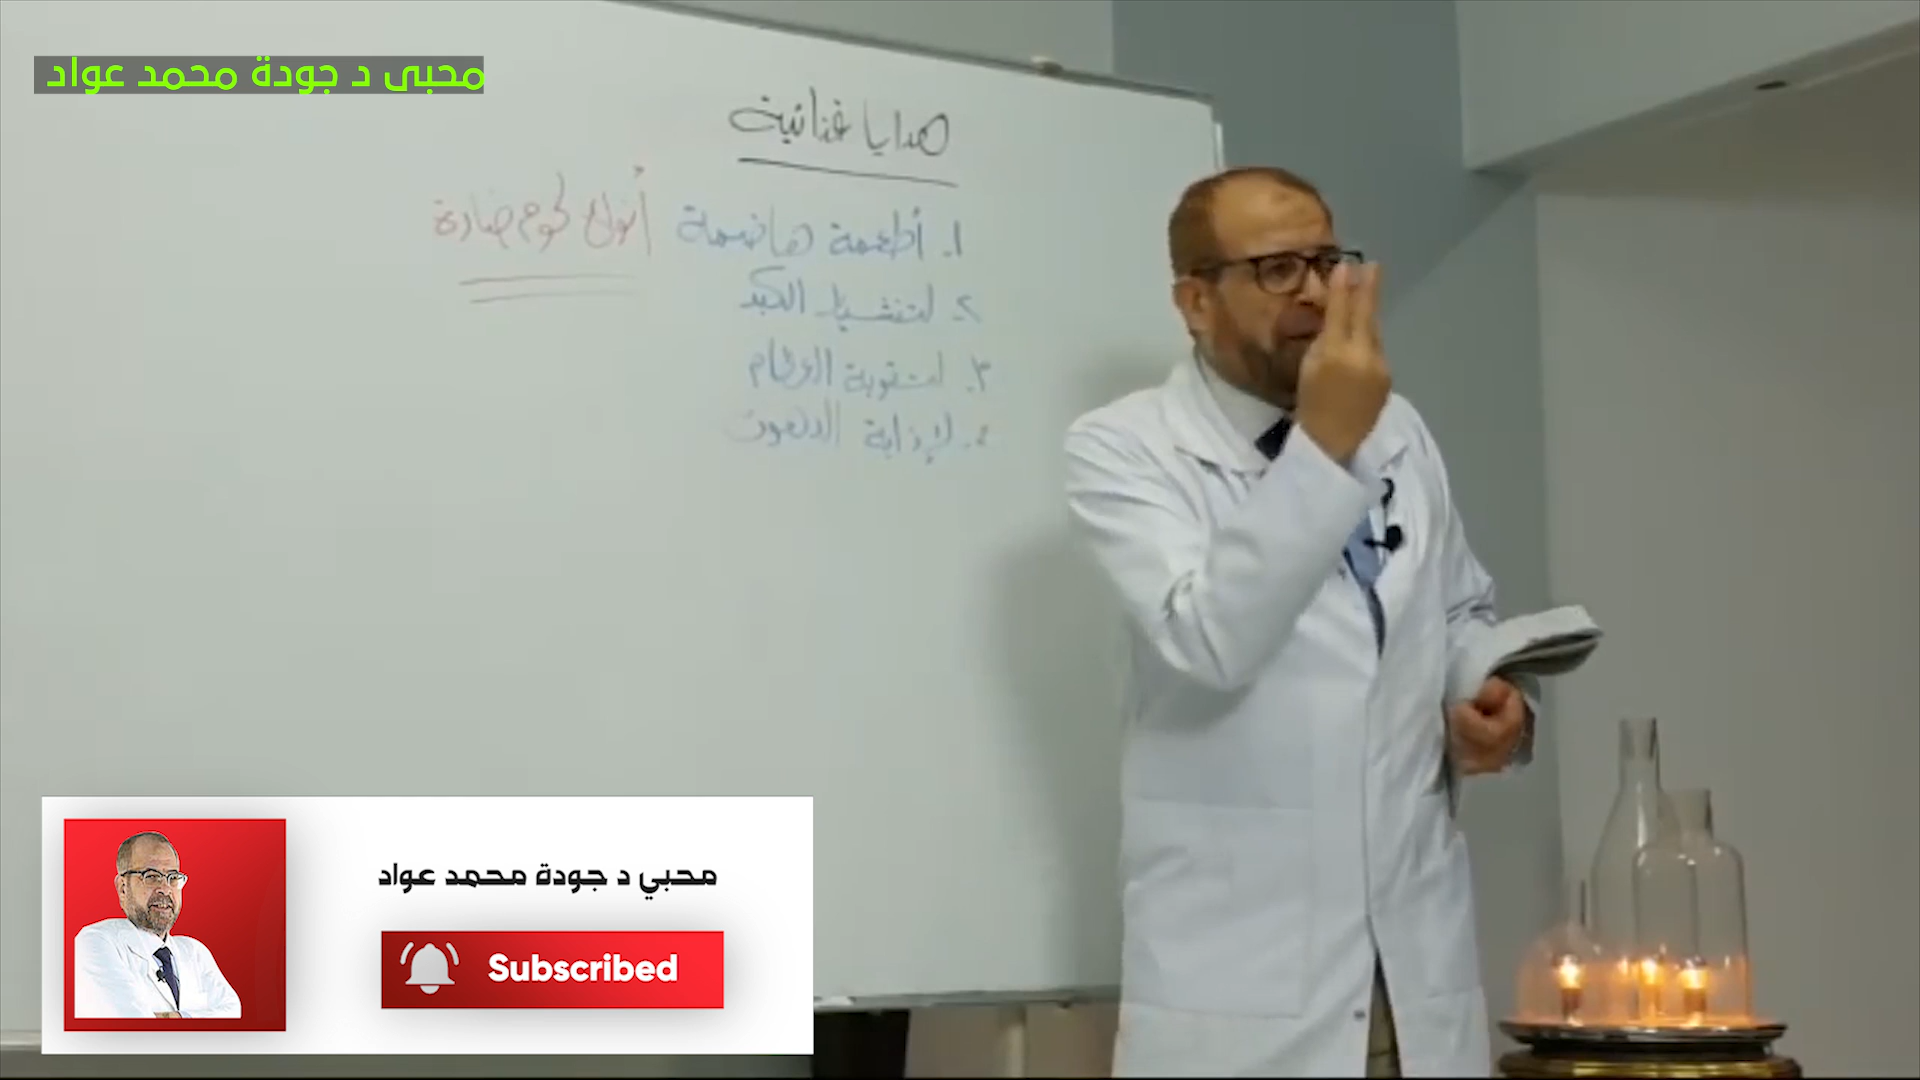 محبى د جودة محمد عواد
هدايا غذائية
١. أطعمة هاضمة
أنواع لحوم ضارة
٢. لتنشيط الكبد
٣. لتقوية العظام
٤. لإذابة الدهون
محبي د جودة محمد عواد
Subscribed